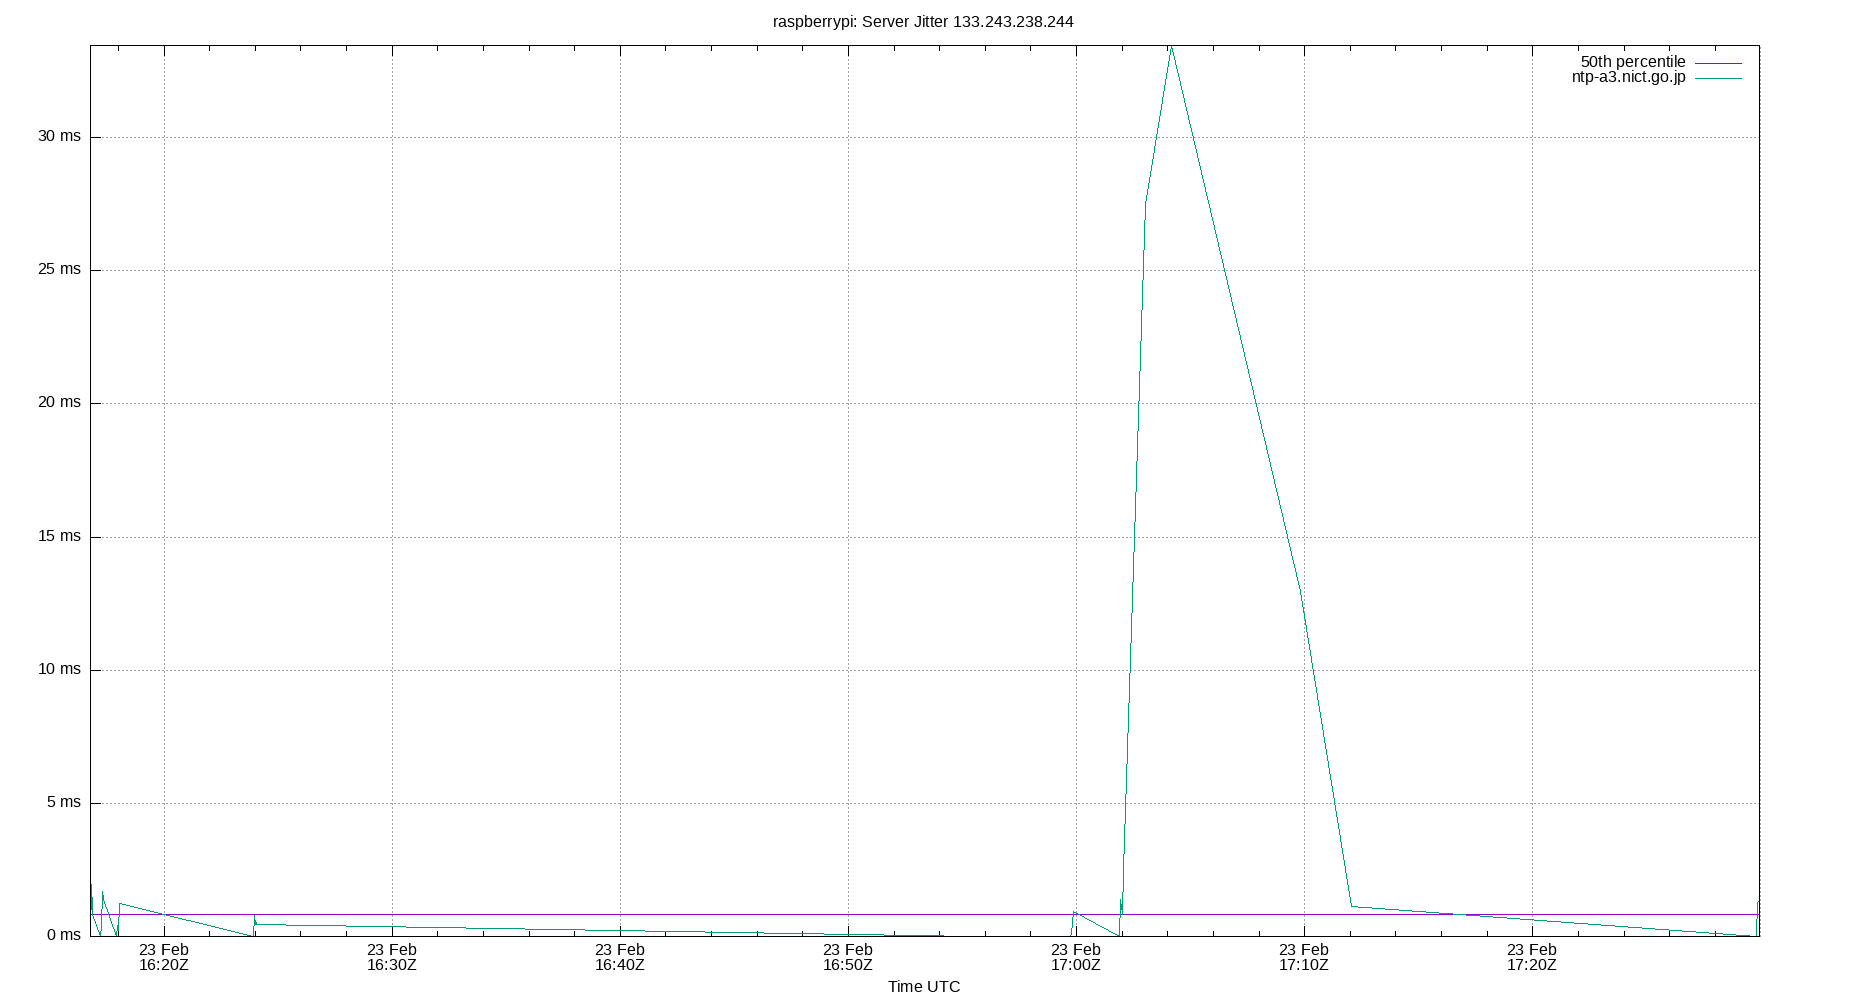 raspberrypi: Server Jitter 133.243.238.244
50th percentile
ntp-a3.nict.go.jp
30 ms
25 ms
20 ms
15 ms
10 ms
5 ms
0 ms
23 Feb 23 Feb 23 Feb 23 Feb 23 Feb 23 Feb 23 Feb
16:20Z 16:30Z 16:40Z 16:50Z 17:00Z 17:10Z 17:20Z
Time UTC